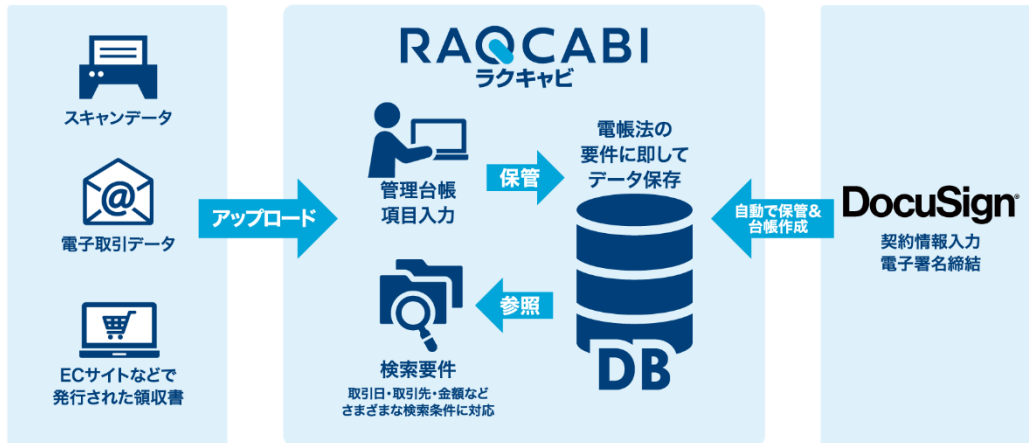 スキャンデータ
@
電子取引データ
ECサイトなどで
発行された領収書
アップロード
RAQCABI
ラクキャビ
管理台帳
項目入力
保管
電帳法の
要件に即して
データ保存
参照
検索要件
取引日・取引先・金額など
さまざまな検索条件に対応
DB
自動で保管&
台帳作成
DocuSign®
契約情報入力
電子署名締結